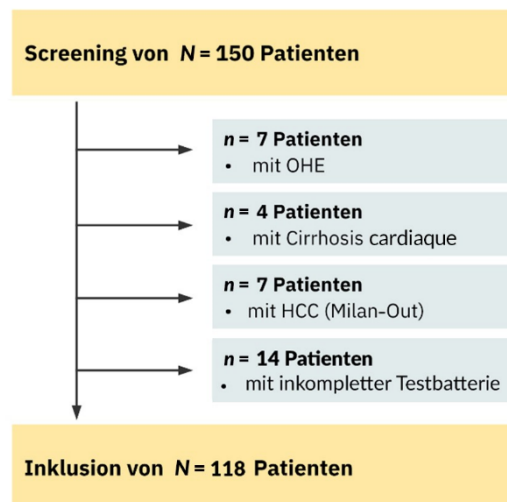 Screening von N = 150 Patienten
n = 7 Patienten
• mit OHE
n = 4 Patienten
• mit Cirrhosis cardiaque
n = 7 Patienten
• mit HCC (Milan-Out)
n = 14 Patienten
• mit inkompletter Testbatterie
Inklusion von N = 118 Patienten